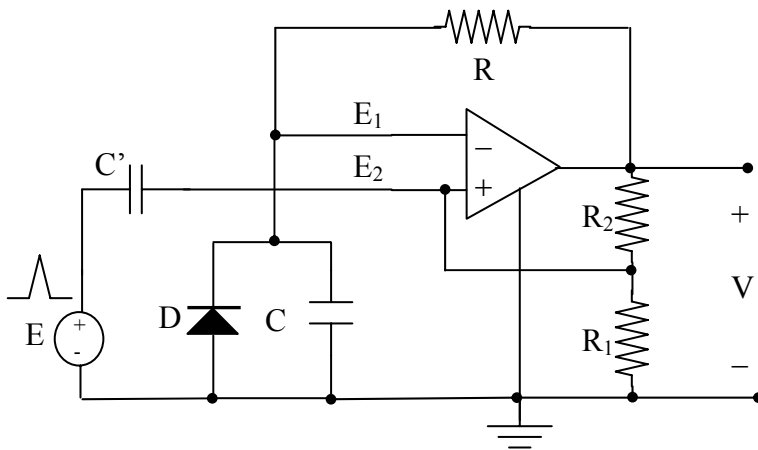 R
E₁
C’
E₂
−
+
R₂
+
D
C
V
E
+
-
R₁
−